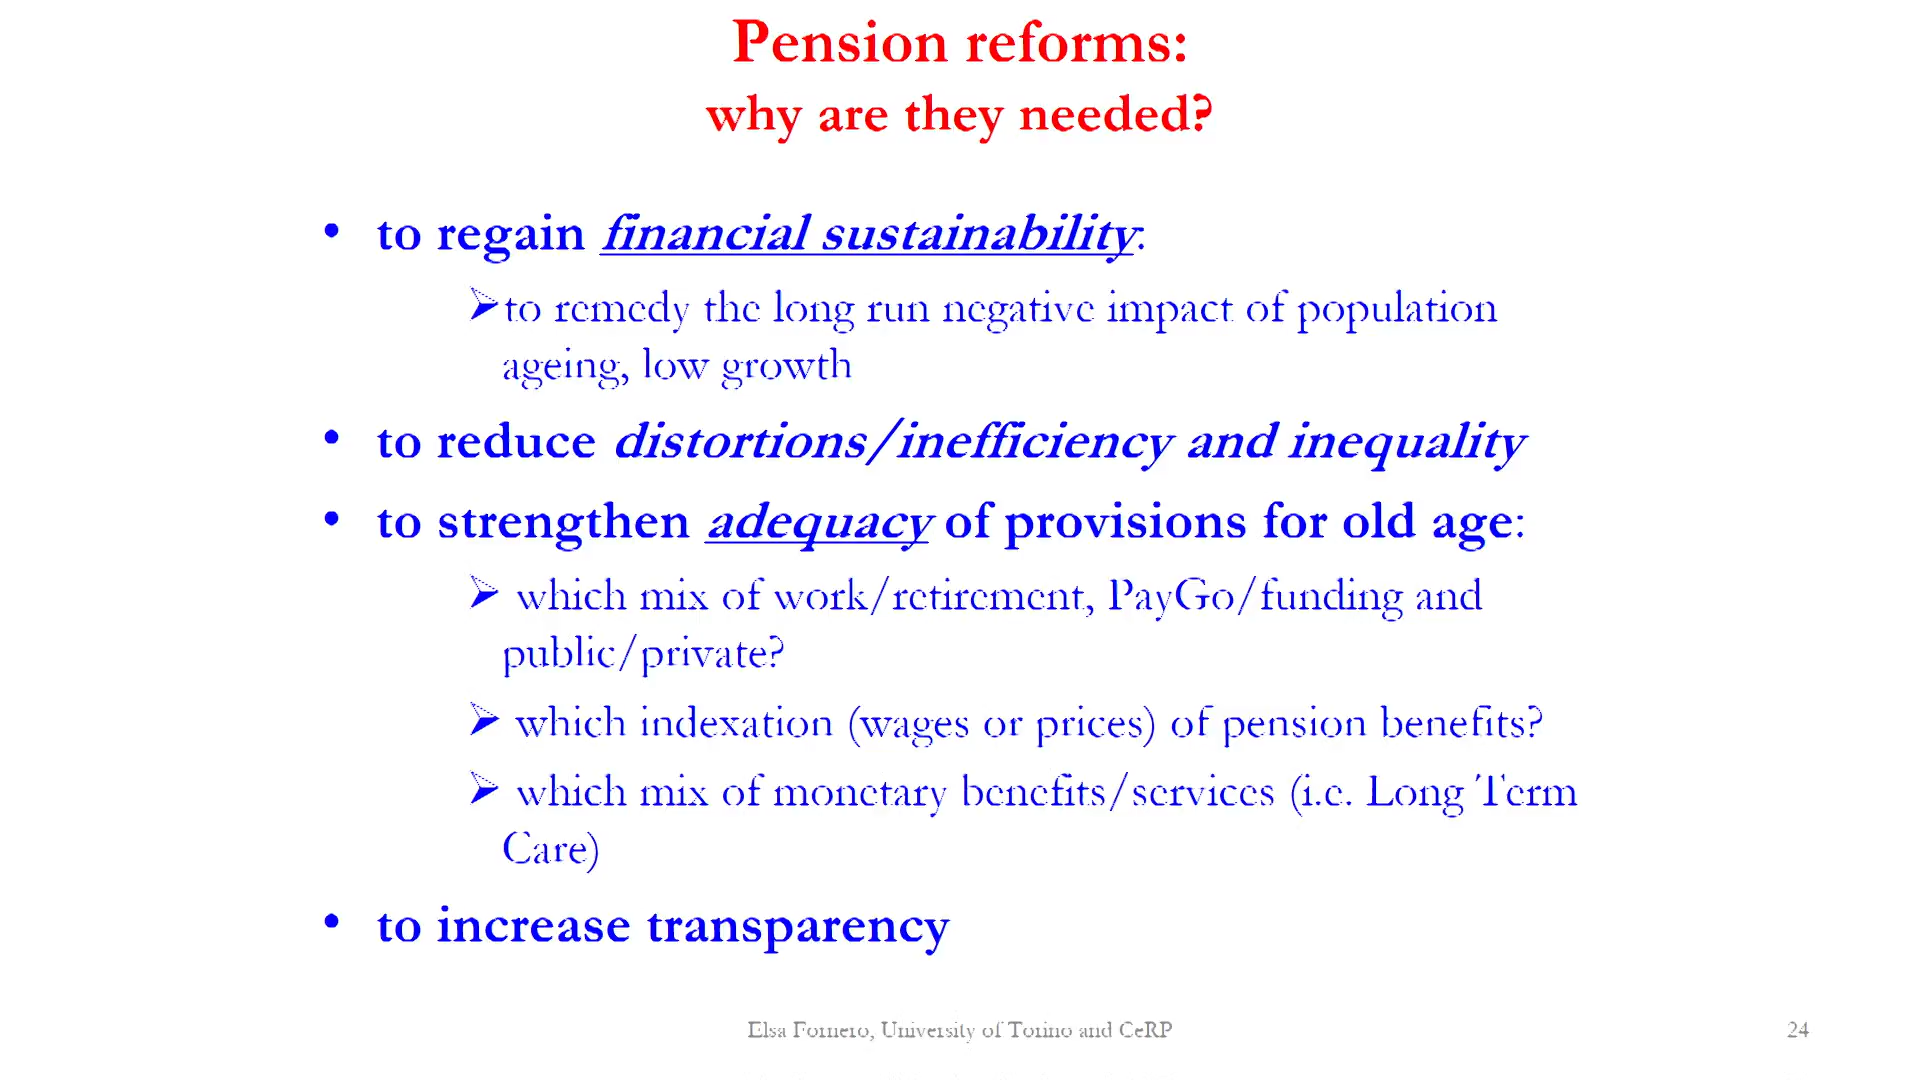 Pension reforms:
why are they needed?
• to regain financial sustainability:
➢to remedy the long run negative impact of population
ageing, low growth
• to reduce distortions/inefficiency and inequality
• to strengthen adequacy of provisions for old age:
➢ which mix of work/retirement, PayGo/funding and
public/private?
➢ which indexation (wages or prices) of pension benefits?
➢ which mix of monetary benefits/services (i.e. Long Term
Care)
• to increase transparency
Elsa Fornero, University of Torino and CeRP
24